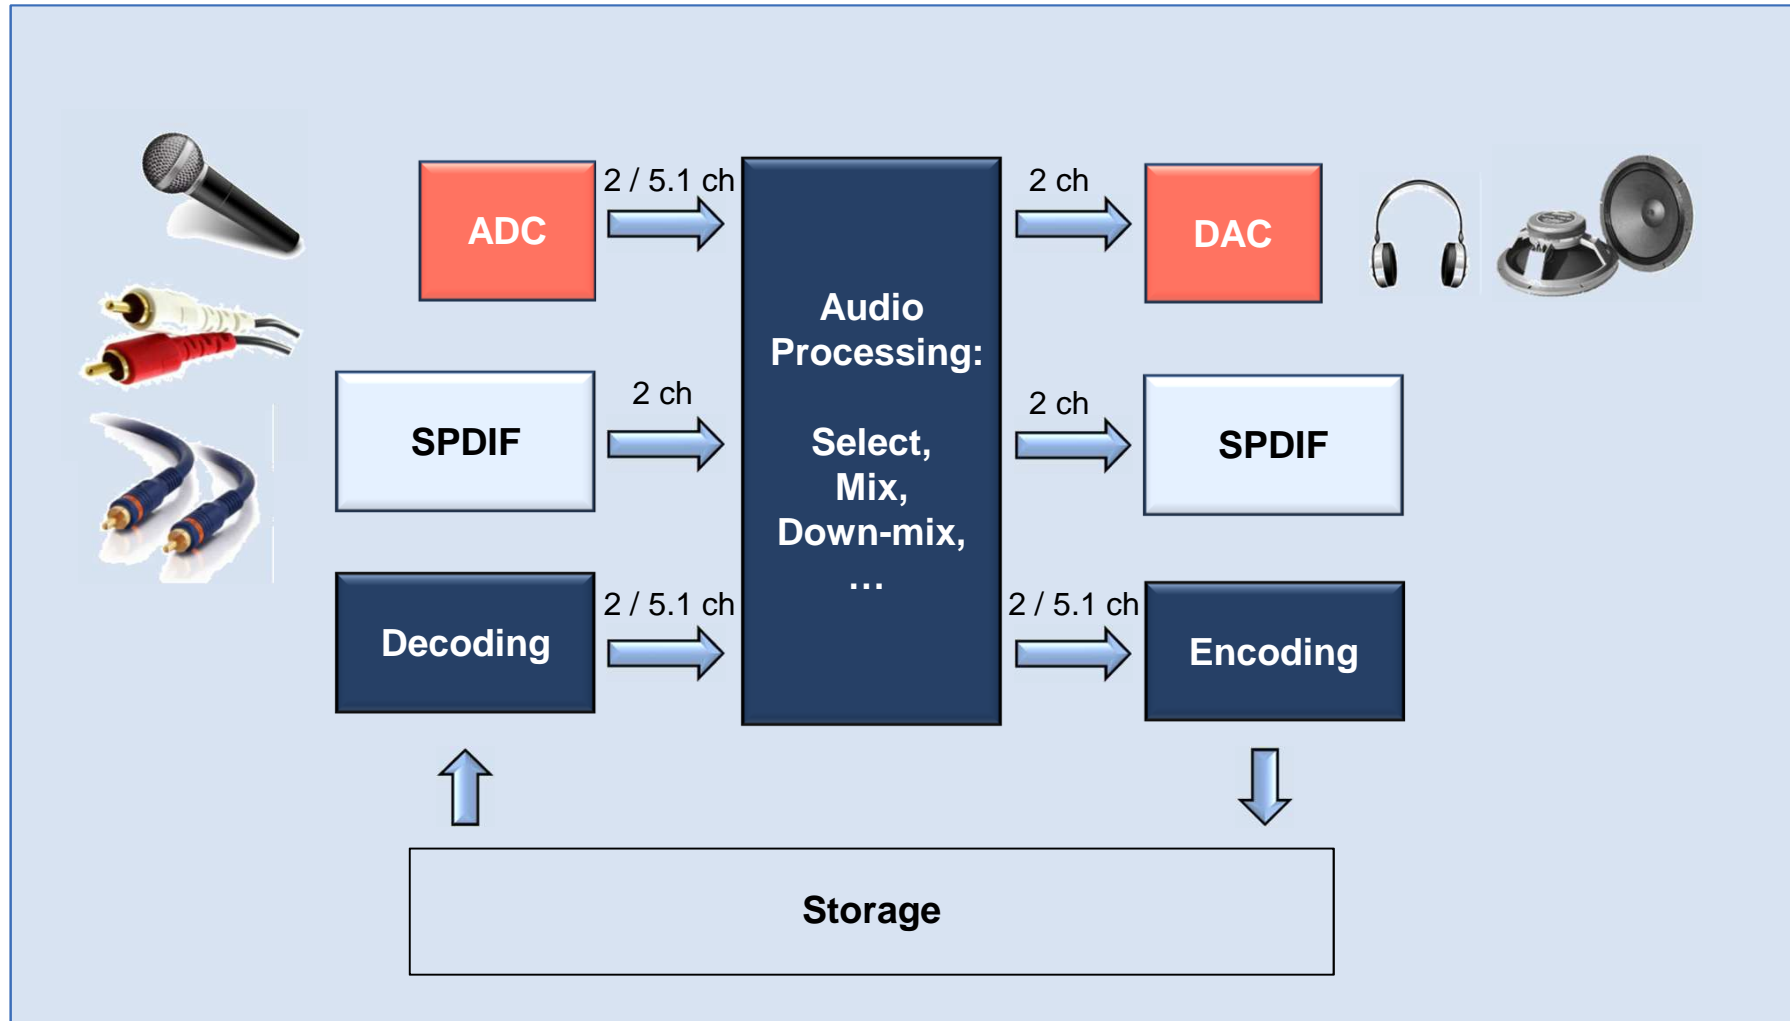 ADC
2 / 5.1 ch
2 ch
DAC
Audio
Processing:
Select,
Mix,
Down-mix,
…
SPDIF
2 ch
2 ch
SPDIF
Decoding
2 / 5.1 ch
2 / 5.1 ch
Encoding
Storage